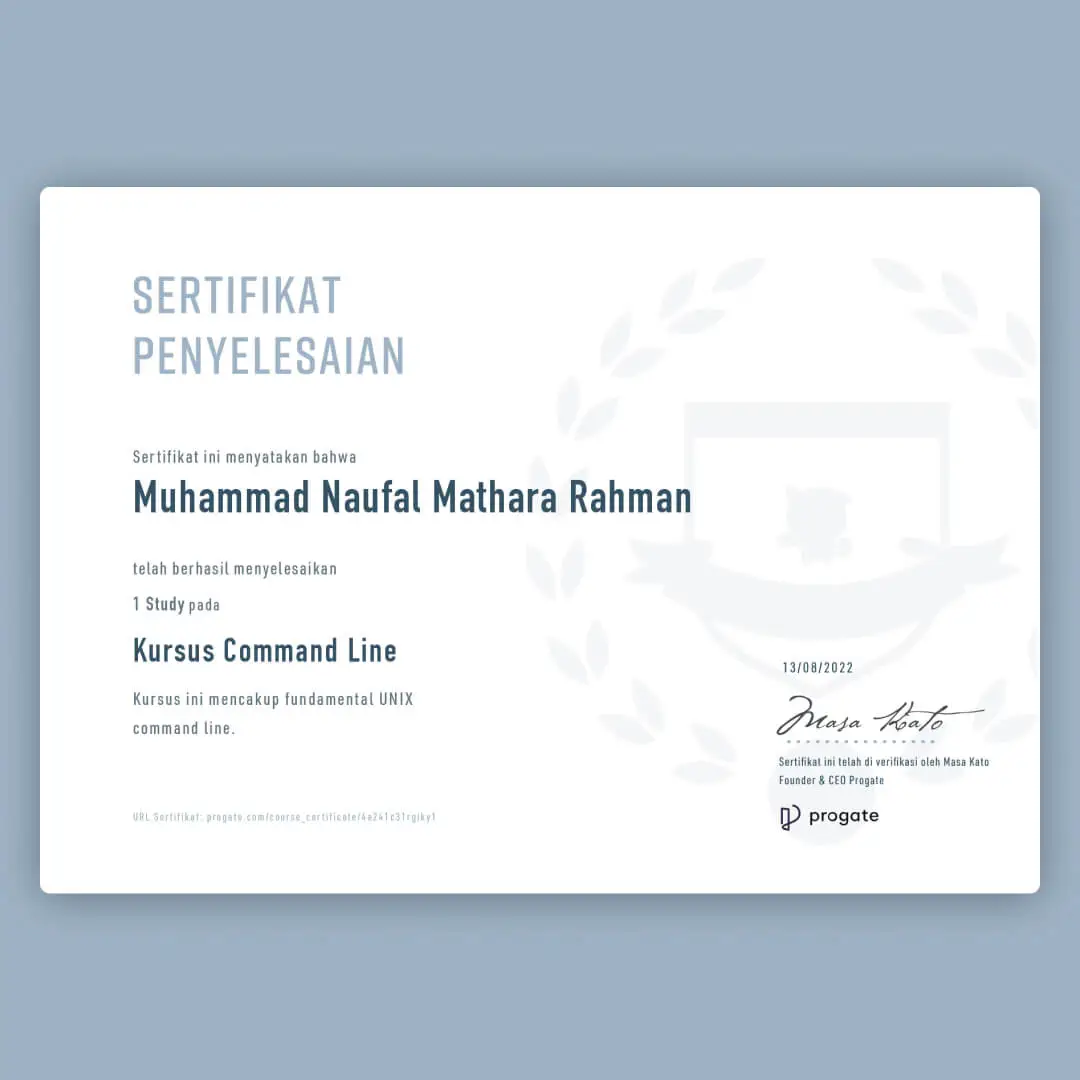 SERTIFIKAT
PENYELESAIAN
Sertifikat ini menyatakan bahwa
Muhammad Naufal Mathara Rahman
telah berhasil menyelesaikan
1 Study pada
Kursus Command Line
Kursus ini mencakup fundamental UNIX
command line.
13/08/2022
Masa Kato
Sertifikat ini telah di verifikasi oleh Masa Kato
Founder & CEO Progate
progate
URL Sertifikat: progate.com/course_certificate/4a241c31rgiky1